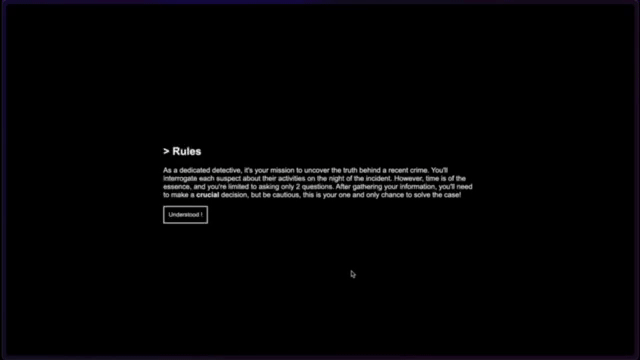 > Rules
As a dedicated detective, it's your mission to uncover the truth behind a recent crime. You'll
interrogate each suspect about their activities on the night of the incident. However, time is of the
essence, and you're limited to asking only 2 questions. After gathering your information, you'll need
to make a crucial decision, but be cautious, this is your one and only chance to solve the case!
Understood !